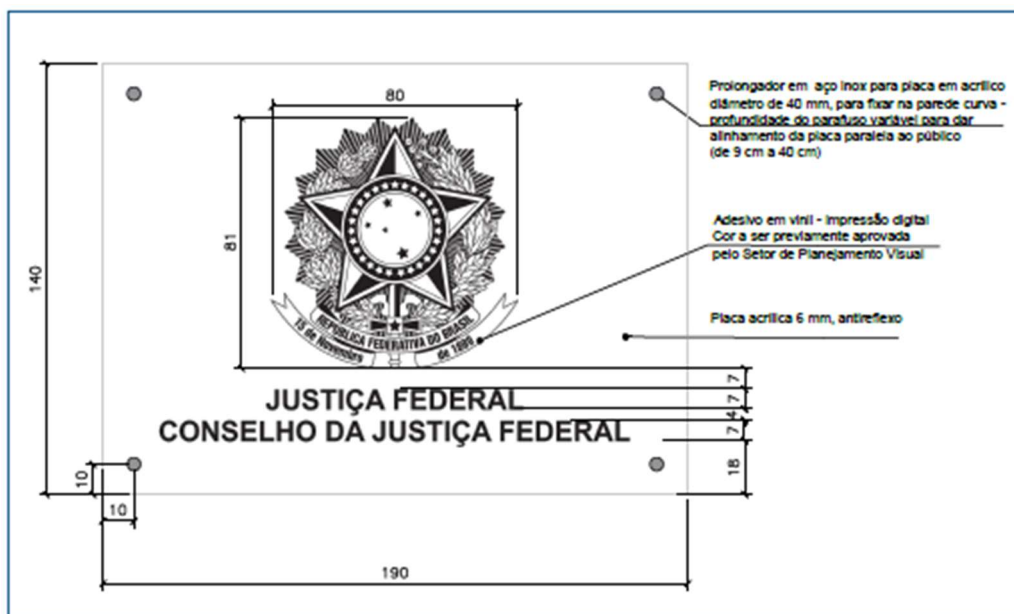 80
Prolongador em aço inox para placa em acrílico
diâmetro de 40 mm, para fixar na parede curva -
profundidade do parafuso variável para dar
alinhamento da placa paralela ao público
(de 9 cm a 40 cm)
81
140
Adesivo em vinil - impressão digital
Cor a ser previamente aprovada
pelo Setor de Planejamento Visual
Placa acrílica 6 mm, antireflexo
REPÚBLICA FEDERATIVA DO BRASIL
15 de Novembro de 1889
7
JUSTIÇA FEDERAL
7
4
CONSELHO DA JUSTIÇA FEDERAL
7
18
10
10
190